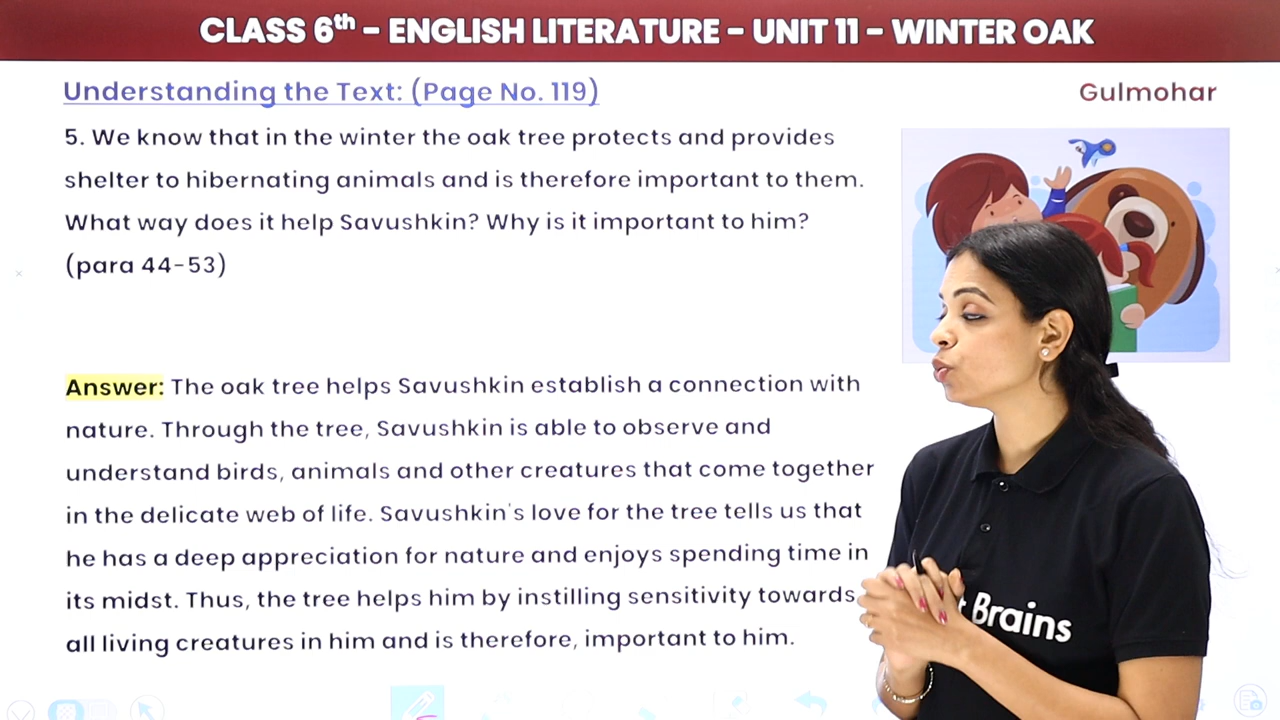 CLASS 6th - ENGLISH LITERATURE - UNIT 11 - WINTER OAK
Understanding the Text: (Page No. 119)
Gulmohar
5. We know that in the winter the oak tree protects and provides
shelter to hibernating animals and is therefore important to them.
What way does it help Savushkin? Why is it important to him?
(para 44-53)
Answer: The oak tree helps Savushkin establish a connection with
nature. Through the tree, Savushkin is able to observe and
understand birds, animals and other creatures that come together
in the delicate web of life. Savushkin's love for the tree tells us that
he has a deep appreciation for nature and enjoys spending time in
its midst. Thus, the tree helps him by instilling sensitivity towards
all living creatures in him and is therefore, important to him.
Brains